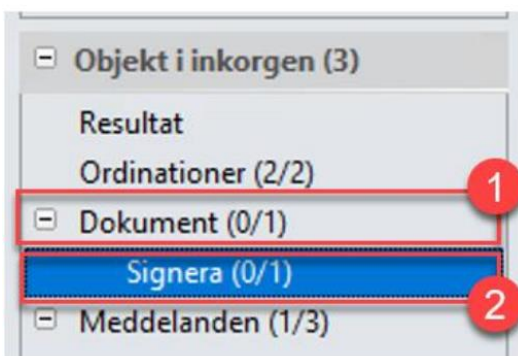 Objekt i inkorgen (3)
Resultat
Ordinationer (2/2)
1
Dokument (0/1)
Signera (0/1)
2
Meddelanden (1/3)